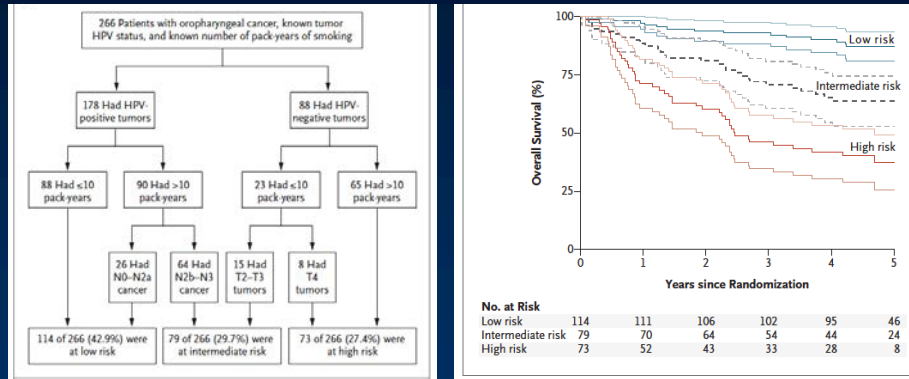 266 Patients with oropharyngeal cancer, known tumor
HPV status, and known number of pack-years of smoking
178 Had HPV-
positive tumors
88 Had HPV-
negative tumors
88 Had ≤10
pack-years
90 Had >10
pack-years
23 Had ≤10
pack-years
65 Had >10
pack-years
26 Had
N0–N2a
cancer
64 Had
N2b–N3
cancer
15 Had
T2–T3
tumors
8 Had
T4
tumors
114 of 266 (42.9%) were
at low risk
79 of 266 (29.7%) were
at intermediate risk
73 of 266 (27.4%) were
at high risk
Overall Survival (%)
100
75
50
25
0
Low risk
Intermediate risk
High risk
0 1 2 3 4 5
Years since Randomization
No. at Risk
Low risk 114 111 106 102 95 46
Intermediate risk 79 70 64 54 44 24
High risk 73 52 43 33 28 8